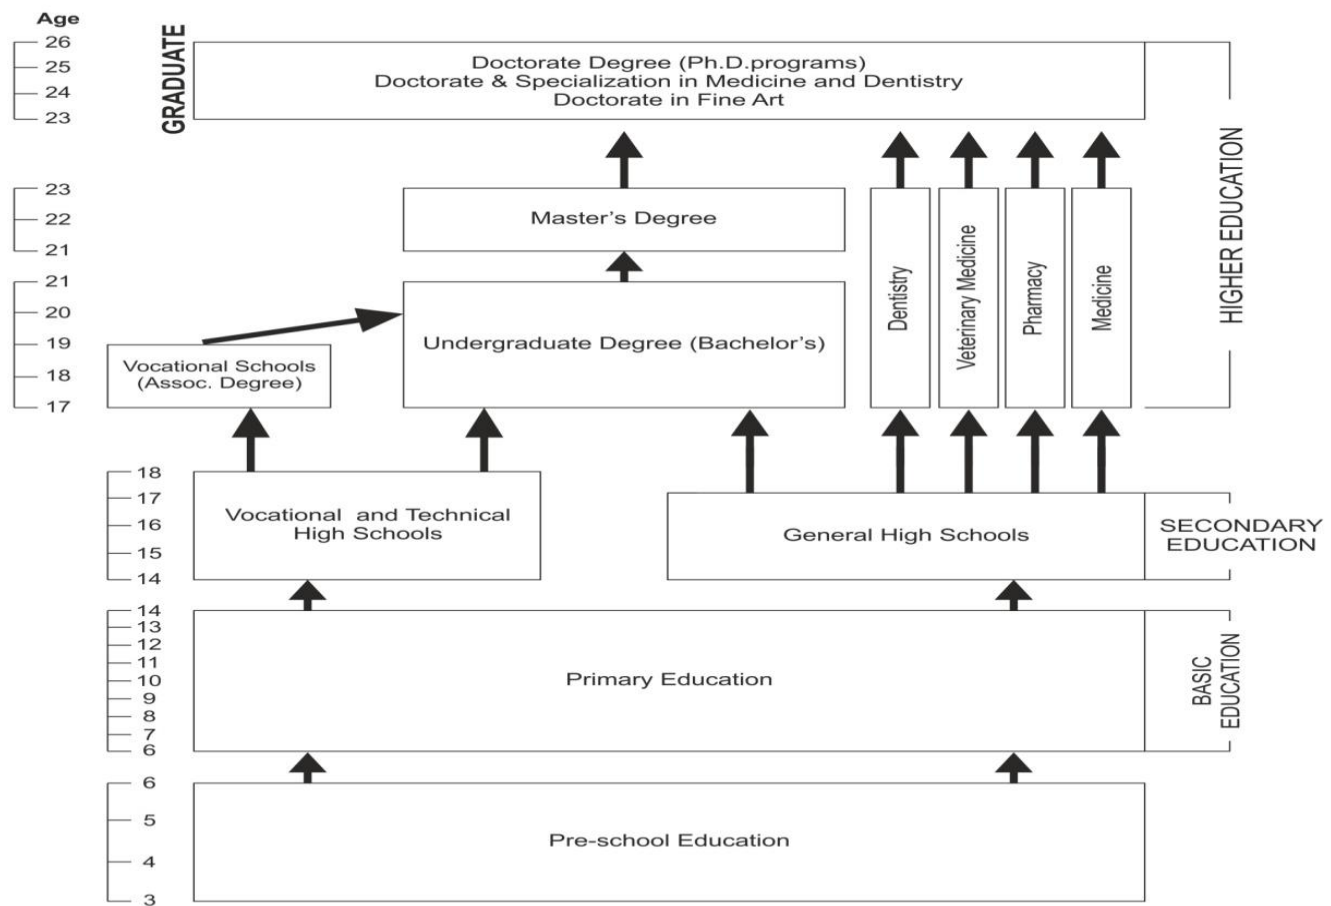 Age
26
25
24
23
GRADUATE
Doctorate Degree (Ph.D.programs)
Doctorate & Specialization in Medicine and Dentistry
Doctorate in Fine Art
HIGHER EDUCATION
23
22
21
Master's Degree
21
20
19
18
17
Vocational Schools
(Assoc. Degree)
Undergraduate Degree (Bachelor's)
Dentistry
Veterinary Medicine
Pharmacy
Medicine
18
17
16
15
14
Vocational and Technical
High Schools
General High Schools
SECONDARY
EDUCATION
14
13
12
11
10
9
8
7
6
Primary Education
BASIC
EDUCATION
6
5
4
3
Pre-school Education